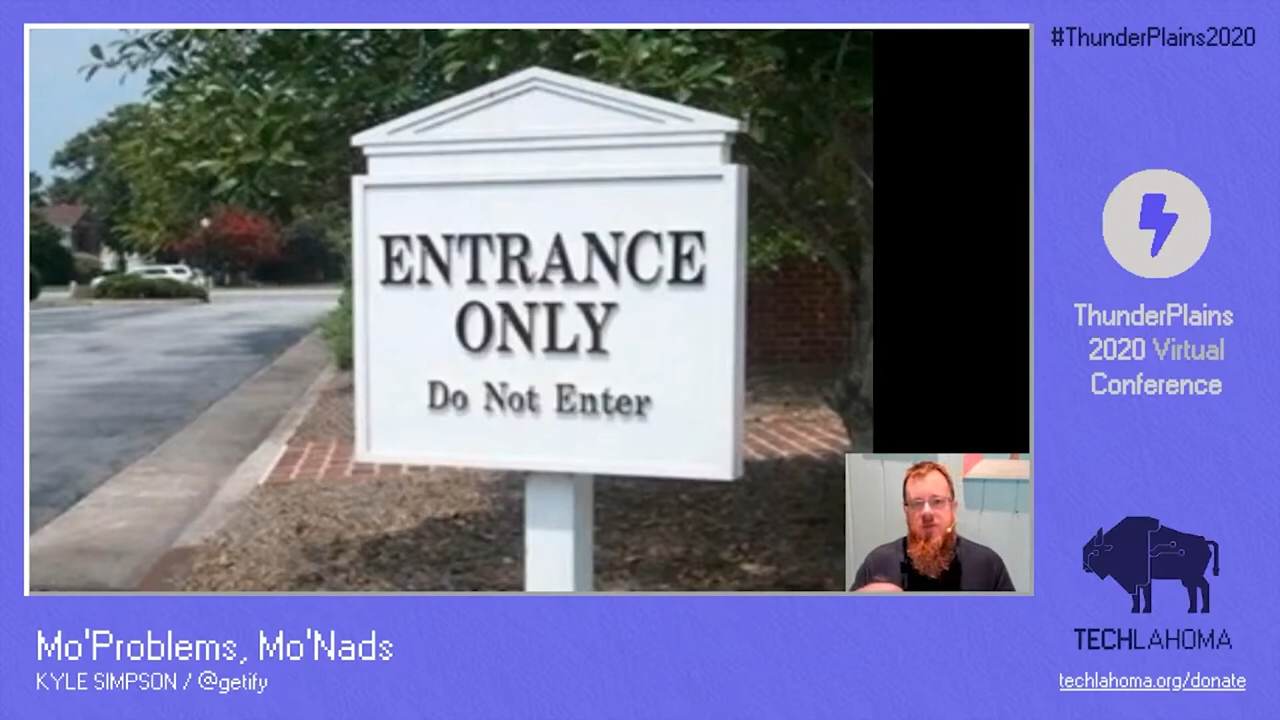 #ThunderPlains2020
ENTRANCE
ONLY
Do Not Enter
ThunderPlains
2020 Virtual
Conference
TECHLAHOMA
techlahoma.org/donate
Mo'Problems, Mo'Nads
KYLE SIMPSON / @getify